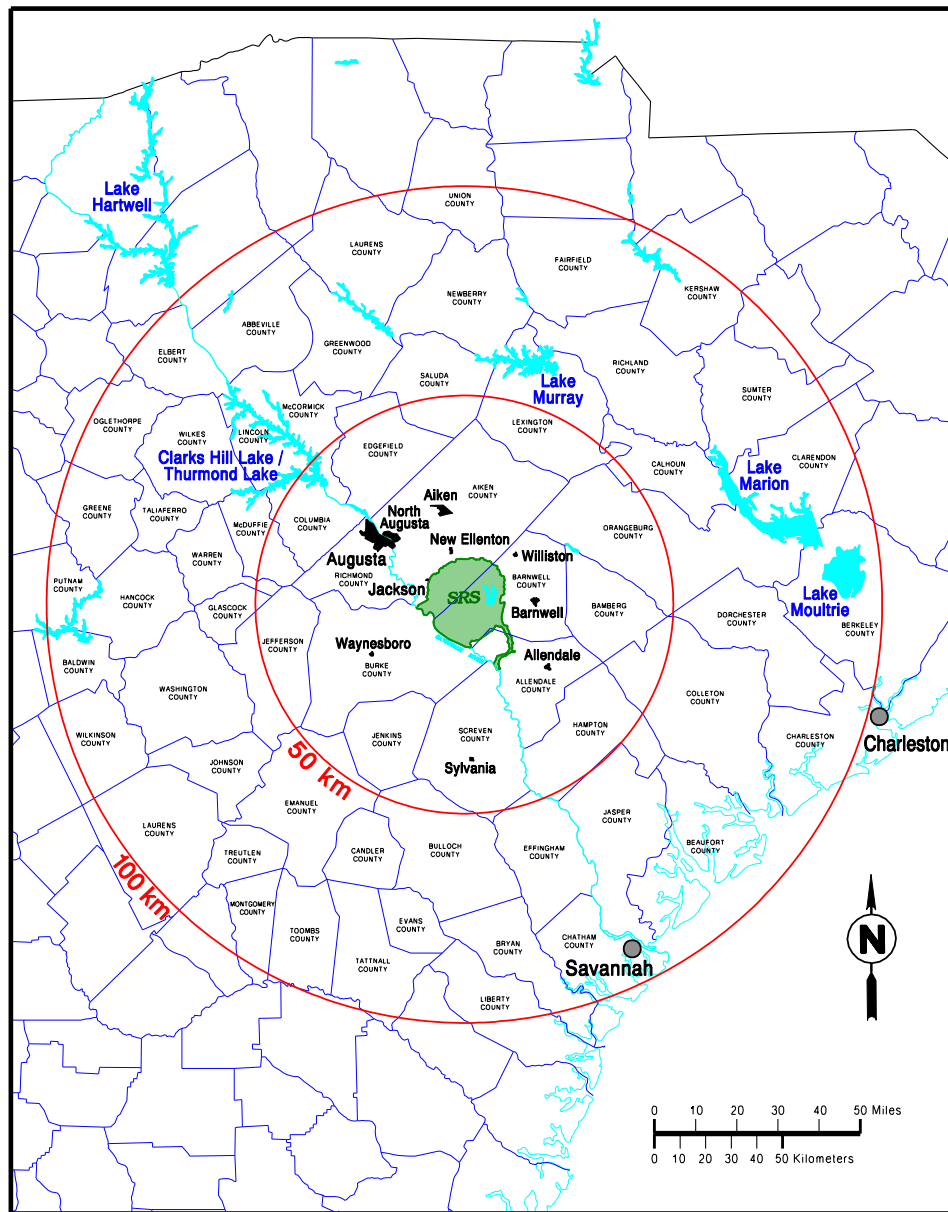 UNION
COUNTY
Lake
Hartwell
LAURENS
COUNTY
FAIRFIELD
COUNTY
NEWBERRY
COUNTY
KERSHAW
COUNTY
ABBEVILLE
COUNTY
GREENWOOD
COUNTY
ELBERT
COUNTY
RICHLAND
COUNTY
SALUDA
COUNTY
Lake
Murray
SUMTER
COUNTY
McCORMICK
COUNTY
OGLETHORPE
COUNTY
WILKES
COUNTY
LINCOLN
COUNTY
LEXINGTON
COUNTY
EDGEFIELD
COUNTY
Clarks Hill Lake /
Thurmond Lake
CALHOUN
COUNTY
Lake
Marion
CLARENDON
COUNTY
AIKEN
COUNTY
Aiken
GREENE
COUNTY
TALIAFERRO
COUNTY
McDUFFIE
COUNTY
COLUMBIA
COUNTY
North
Augusta
ORANGEBURG
COUNTY
New Ellenton
Augusta
Williston
WARREN
COUNTY
RICHMOND
COUNTY
Jackson
BARNWELL
COUNTY
PUTNAM
COUNTY
HANCOCK
COUNTY
GLASCOCK
COUNTY
SRS
Barnwell
BAMBERG
COUNTY
DORCHESTER
COUNTY
Lake
Moultrie
BERKELEY
COUNTY
JEFFERSON
COUNTY
Waynesboro
BURKE
COUNTY
Allendale
ALLENDALE
COUNTY
BALDWIN
COUNTY
WASHINGTON
COUNTY
COLLETON
COUNTY
WILKINSON
COUNTY
JENKINS
COUNTY
SCREVEN
COUNTY
HAMPTON
COUNTY
CHARLESTON
COUNTY
Charleston
JOHNSON
COUNTY
50 km
Sylvania
EMANUEL
COUNTY
JASPER
COUNTY
LAURENS
COUNTY
TREUTLEN
COUNTY
CANDLER
COUNTY
BULLOCH
COUNTY
EFFINGHAM
COUNTY
BEAUFORT
COUNTY
100 km
MONTGOMERY
COUNTY
TOOMBS
COUNTY
EVANS
COUNTY
TATTNALL
COUNTY
BRYAN
COUNTY
CHATHAM
COUNTY
Savannah
LIBERTY
COUNTY
N
0 10 20 30 40 50 Miles
0 10 20 30 40 50 Kilometers